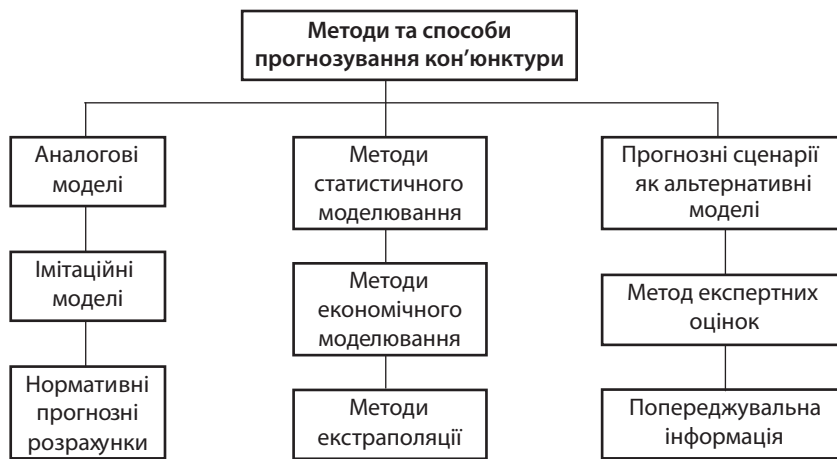 Методи та способи
прогнозування кон’юнктури
Аналогові
моделі
Методи
статистичного
моделювання
Прогнозні сценарії
як альтернативні
моделі
Імітаційні
моделі
Методи
економічного
моделювання
Метод експертних
оцінок
Нормативні
прогнозні
розрахунки
Методи
екстраполяції
Попереджувальна
інформація